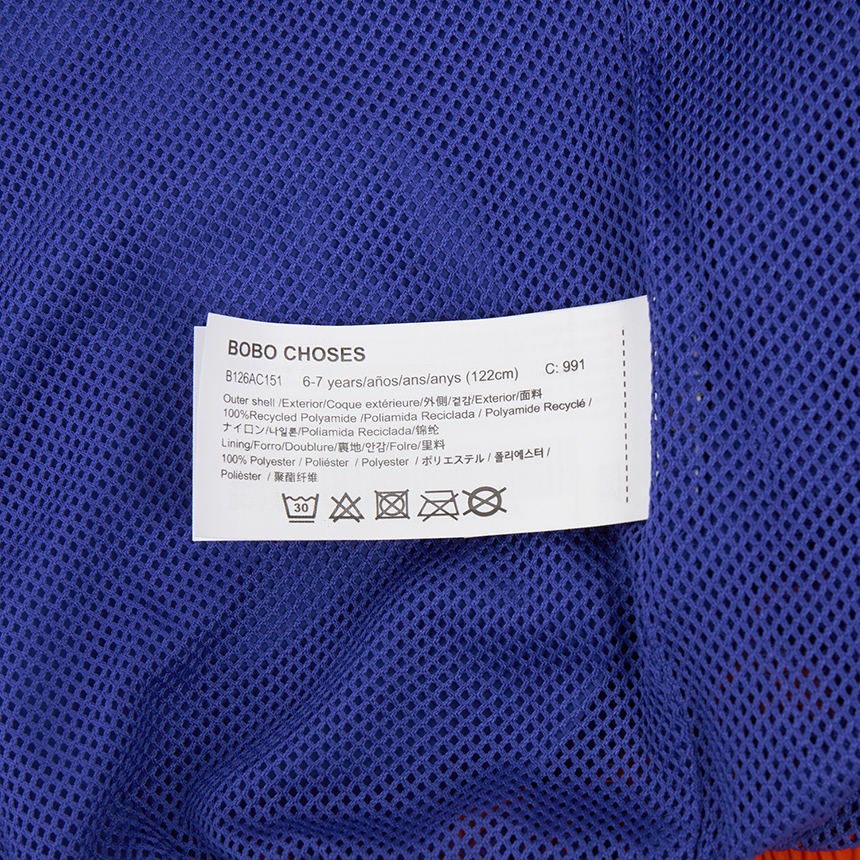 BOBO CHOSES
B126AC151 6-7 years/años/ans/anys (122cm) C: 991
Outer shell /Exterior/Coque extérieure/外側/겉감/Exterior/面料
100%Recycled Polyamide /Poliamida Reciclada / Polyamide Recyclé /
ナイロン/나일론/Poliamida Reciclada/锦纶
Lining/Forro/Doublure/裏地/안감/Folre/里料
100% Polyester / Poliéster / Polyester / ポリエステル / 폴리에스터 /
Polièster / 聚酯纤维
30